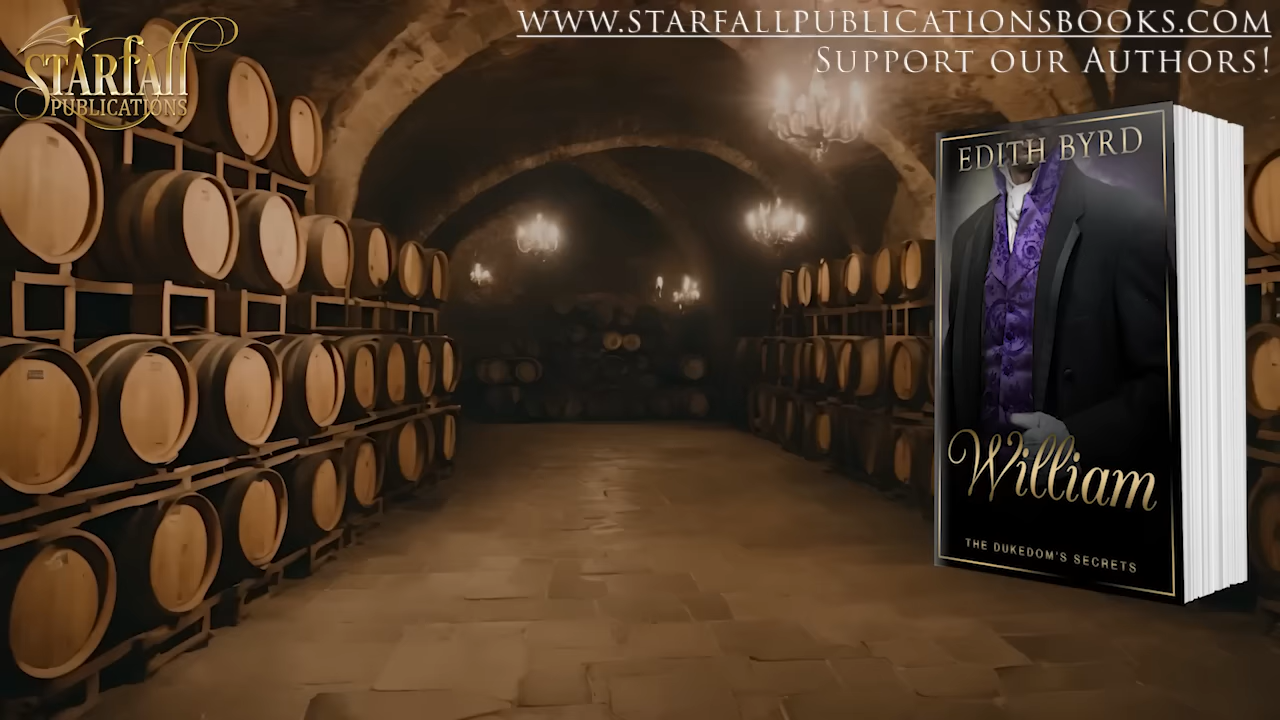 STARfall
PUBLICATIONS
WWW.STARFALLPUBLICATIONSBOOKS.COM
SUPPORT OUR AUTHORS!
EDITH BYRD
William
THE DUKEDOM'S SECRETS